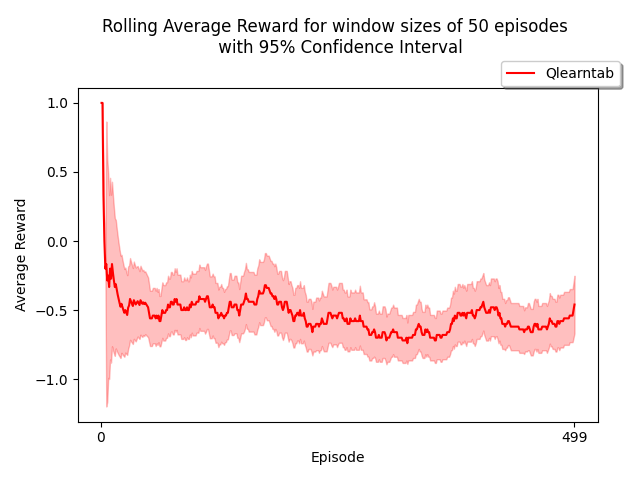 Rolling Average Reward for window sizes of 50 episodes
with 95% Confidence Interval
Qlearntab
1.0
0.5
0.0
−0.5
−1.0
Average Reward
0
499
Episode